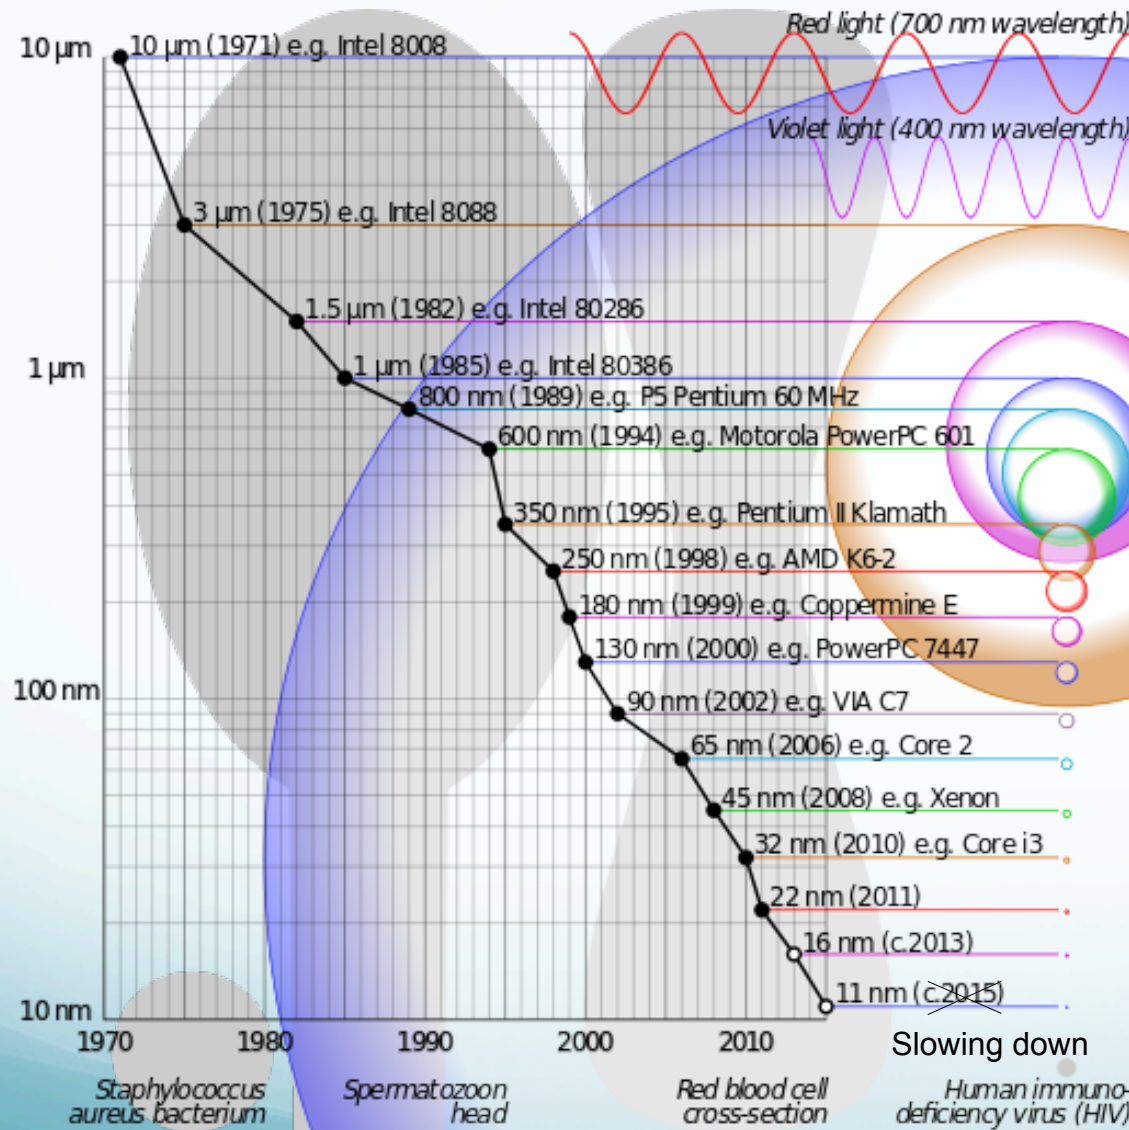 Red light (700 nm wavelength)
10 µm
10 µm (1971) e.g. Intel 8008
Violet light (400 nm wavelength)
3 µm (1975) e.g. Intel 8088
1.5 µm (1982) e.g. Intel 80286
1 µm
1 µm (1985) e.g. Intel 80386
800 nm (1989) e.g. P5 Pentium 60 MHz
600 nm (1994) e.g. Motorola PowerPC 601
350 nm (1995) e.g. Pentium II Klamath
250 nm (1998) e.g. AMD K6-2
180 nm (1999) e.g. Coppermine E
130 nm (2000) e.g. PowerPC 7447
100 nm
90 nm (2002) e.g. VIA C7
65 nm (2006) e.g. Core 2
45 nm (2008) e.g. Xenon
32 nm (2010) e.g. Core i3
22 nm (2011)
16 nm (c.2013)
11 nm (c.2015)
10 nm
1970 1980 1990 2000 2010
Slowing down
Staphylococcus
aureus bacterium
Spermatozoon
head
Red blood cell
cross-section
Human immuno-
deficiency virus (HIV)